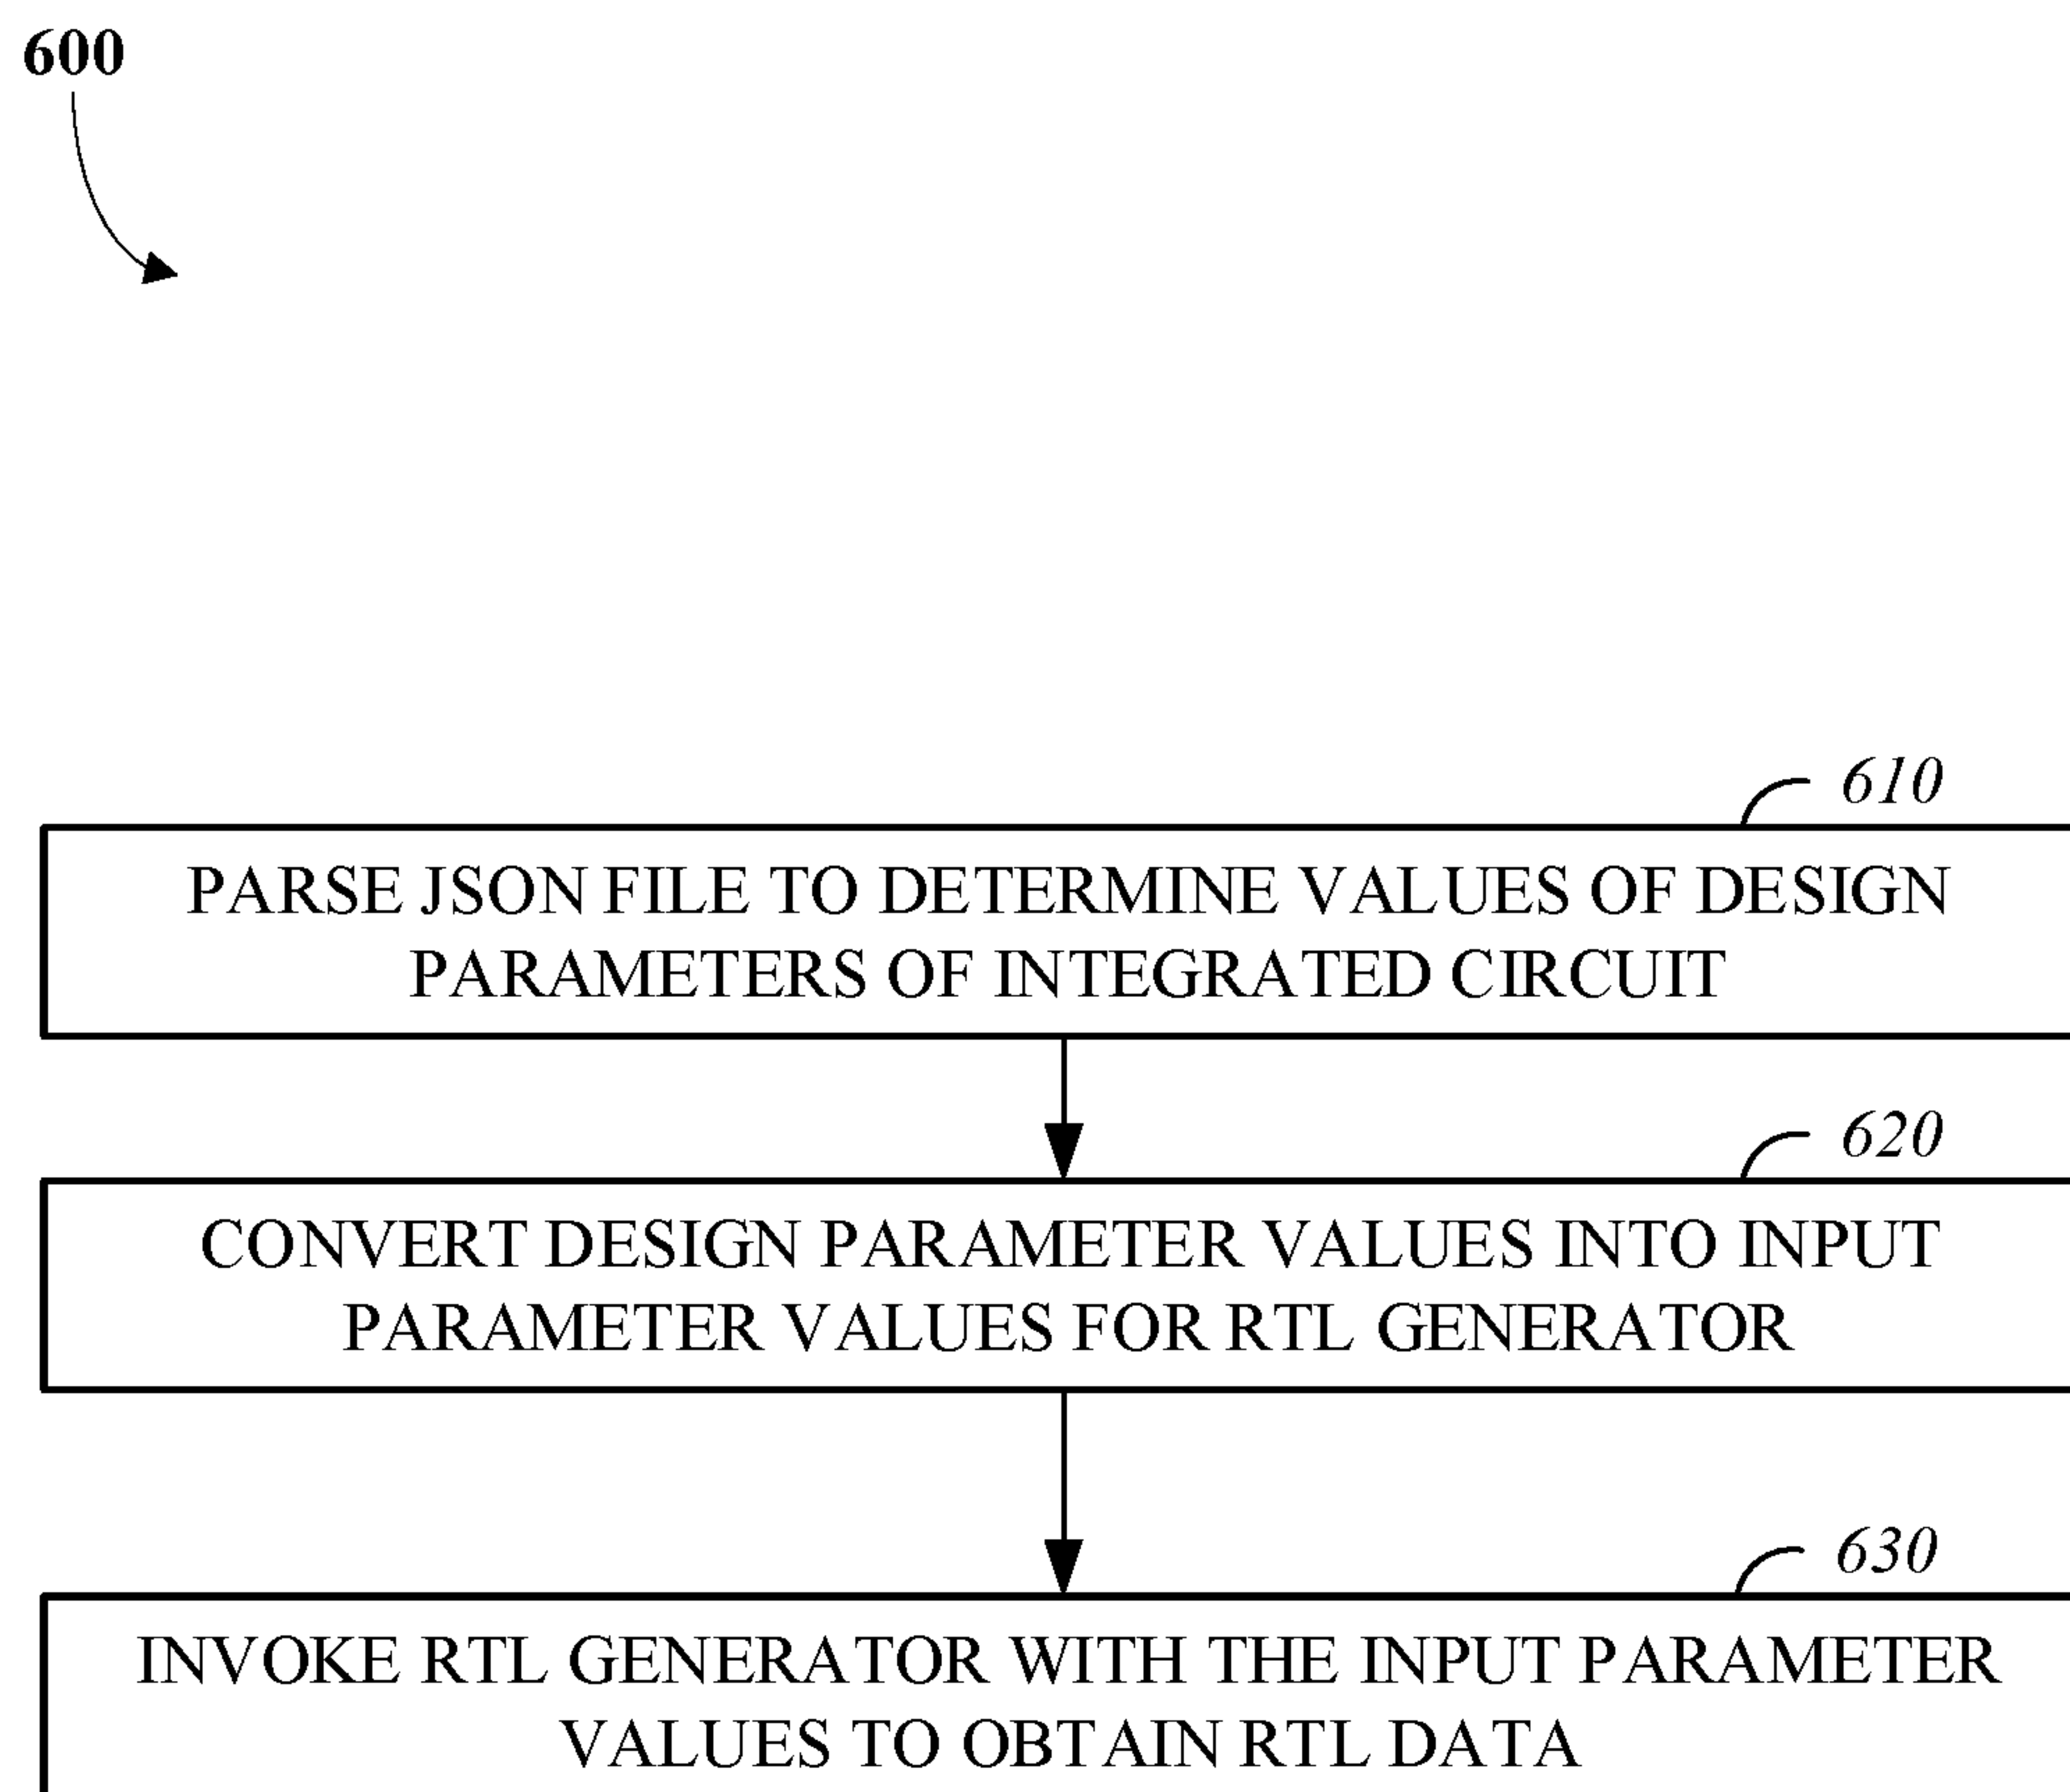 600
610
PARSE JSON FILE TO DETERMINE VALUES OF DESIGN
PARAMETERS OF INTEGRATED CIRCUIT
620
CONVERT DESIGN PARAMETER VALUES INTO INPUT
PARAMETER VALUES FOR RTL GENERATOR
630
INVOKE RTL GENERATOR WITH THE INPUT PARAMETER
VALUES TO OBTAIN RTL DATA